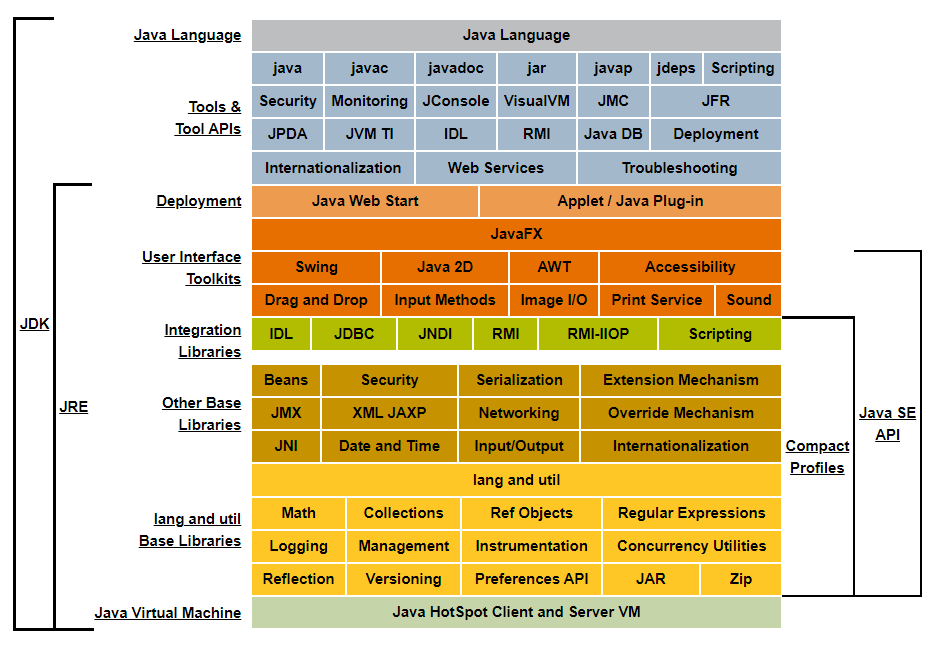 Java Language Java Language
java javac javadoc jar javap jdeps Scripting
Tools & Security Monitoring JConsole VisualVM JMC JFR
Tool APIs JPDA JVM TI IDL RMI Java DB Deployment
Internationalization Web Services Troubleshooting
Deployment Java Web Start Applet / Java Plug-in
JavaFX
User Interface
Toolkits
Swing Java 2D AWT Accessibility
Drag and Drop Input Methods Image I/O Print Service Sound
JDK
Integration
Libraries
IDL JDBC JNDI RMI RMI-IIOP Scripting
Beans Security Serialization Extension Mechanism
JRE
Other Base
Libraries
JMX XML JAXP Networking Override Mechanism
Java SE
API
JNI Date and Time Input/Output Internationalization
Compact
Profiles
lang and util
lang and util
Base Libraries
Math Collections Ref Objects Regular Expressions
Logging Management Instrumentation Concurrency Utilities
Reflection Versioning Preferences API JAR Zip
Java Virtual Machine Java HotSpot Client and Server VM